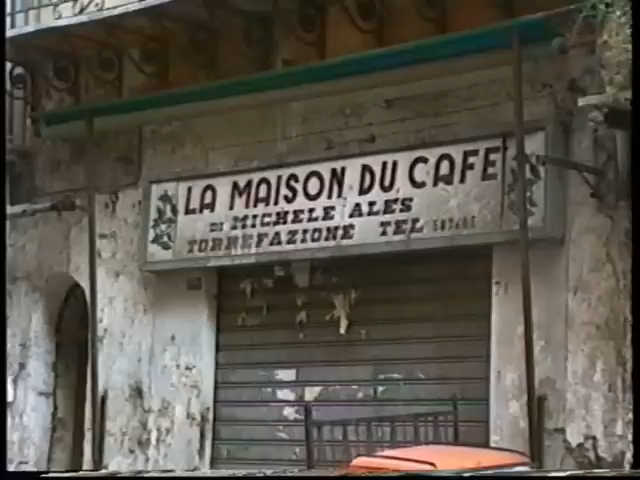 LA MAISON DU CAFE
DI MICHELE ALES
TORREFAZIONE TEL